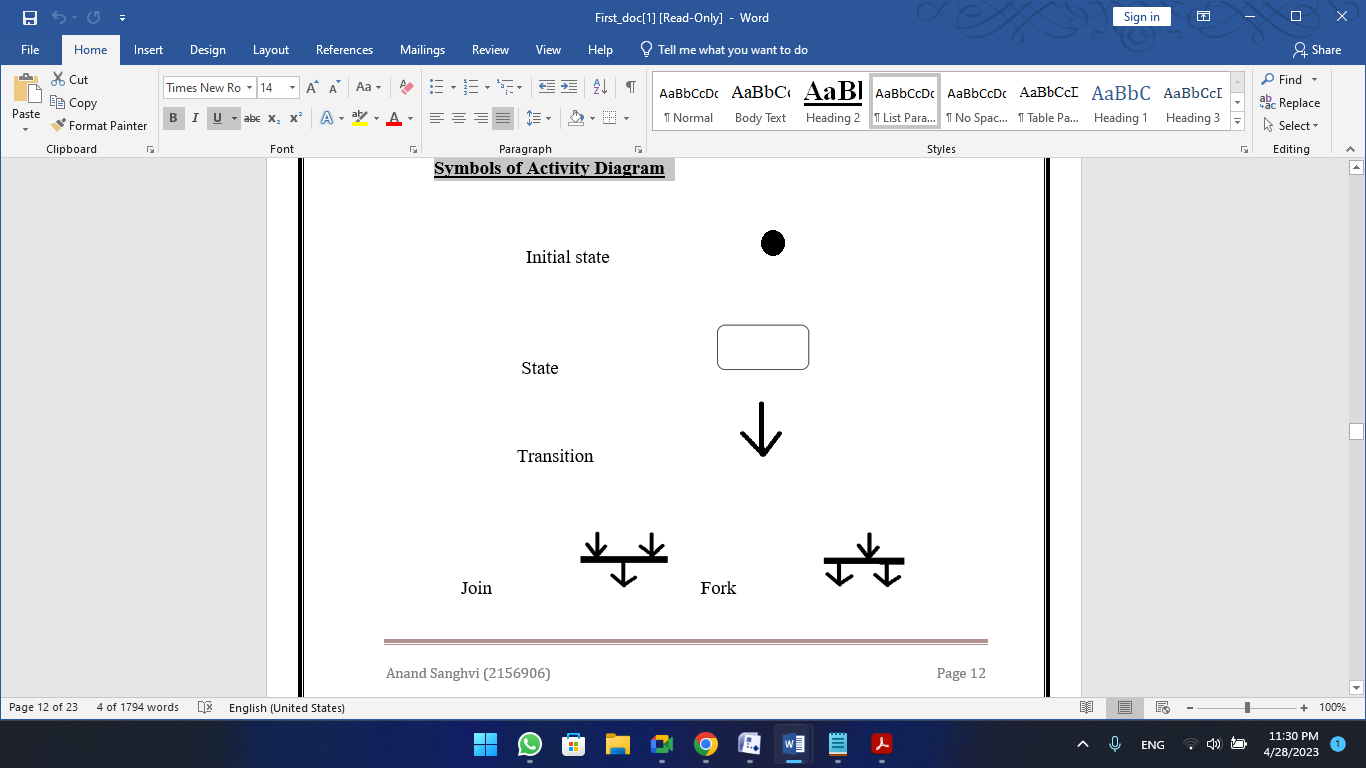 First_doc[1] [Read-Only] - Word
Sign in
File Home Insert Design Layout References Mailings Review View Help Tell me what you want to do Share
Paste
Cut
Copy
Format Painter
Clipboard
Times New Ro 14
Font
Paragraph
AaBbCcDc AaBbC AaBl AaBbCcDc AaBbCcDc AaBbCcI AaBbC AaBbCcI
¶ Normal Body Text Heading 2 ¶ List Para... ¶ No Spac... ¶ Table Pa... Heading 1 Heading 3
Styles
Find
Replace
Select
Editing
Symbols of Activity Diagram
Initial state
State
Transition
Join Fork
Anand Sanghvi (2156906) Page 12
Page 12 of 23 4 of 1794 words English (United States) 100%
ENG
11:30 PM
4/28/2023
1